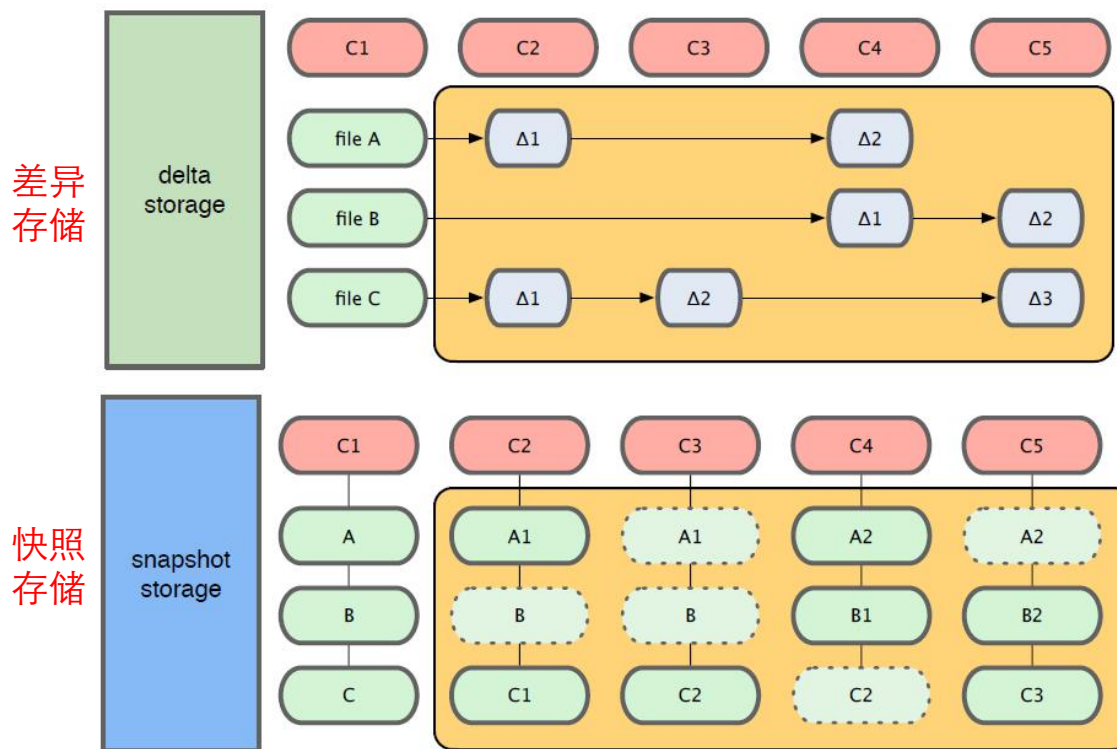 C1 C2 C3 C4 C5
差异
存储
delta
storage
file A Δ1 Δ2
file B Δ1 Δ2
file C Δ1 Δ2 Δ3
C1 C2 C3 C4 C5
快照
存储
snapshot
storage
A A1 A1 A2 A2
B B B B1 B2
C C1 C2 C2 C3